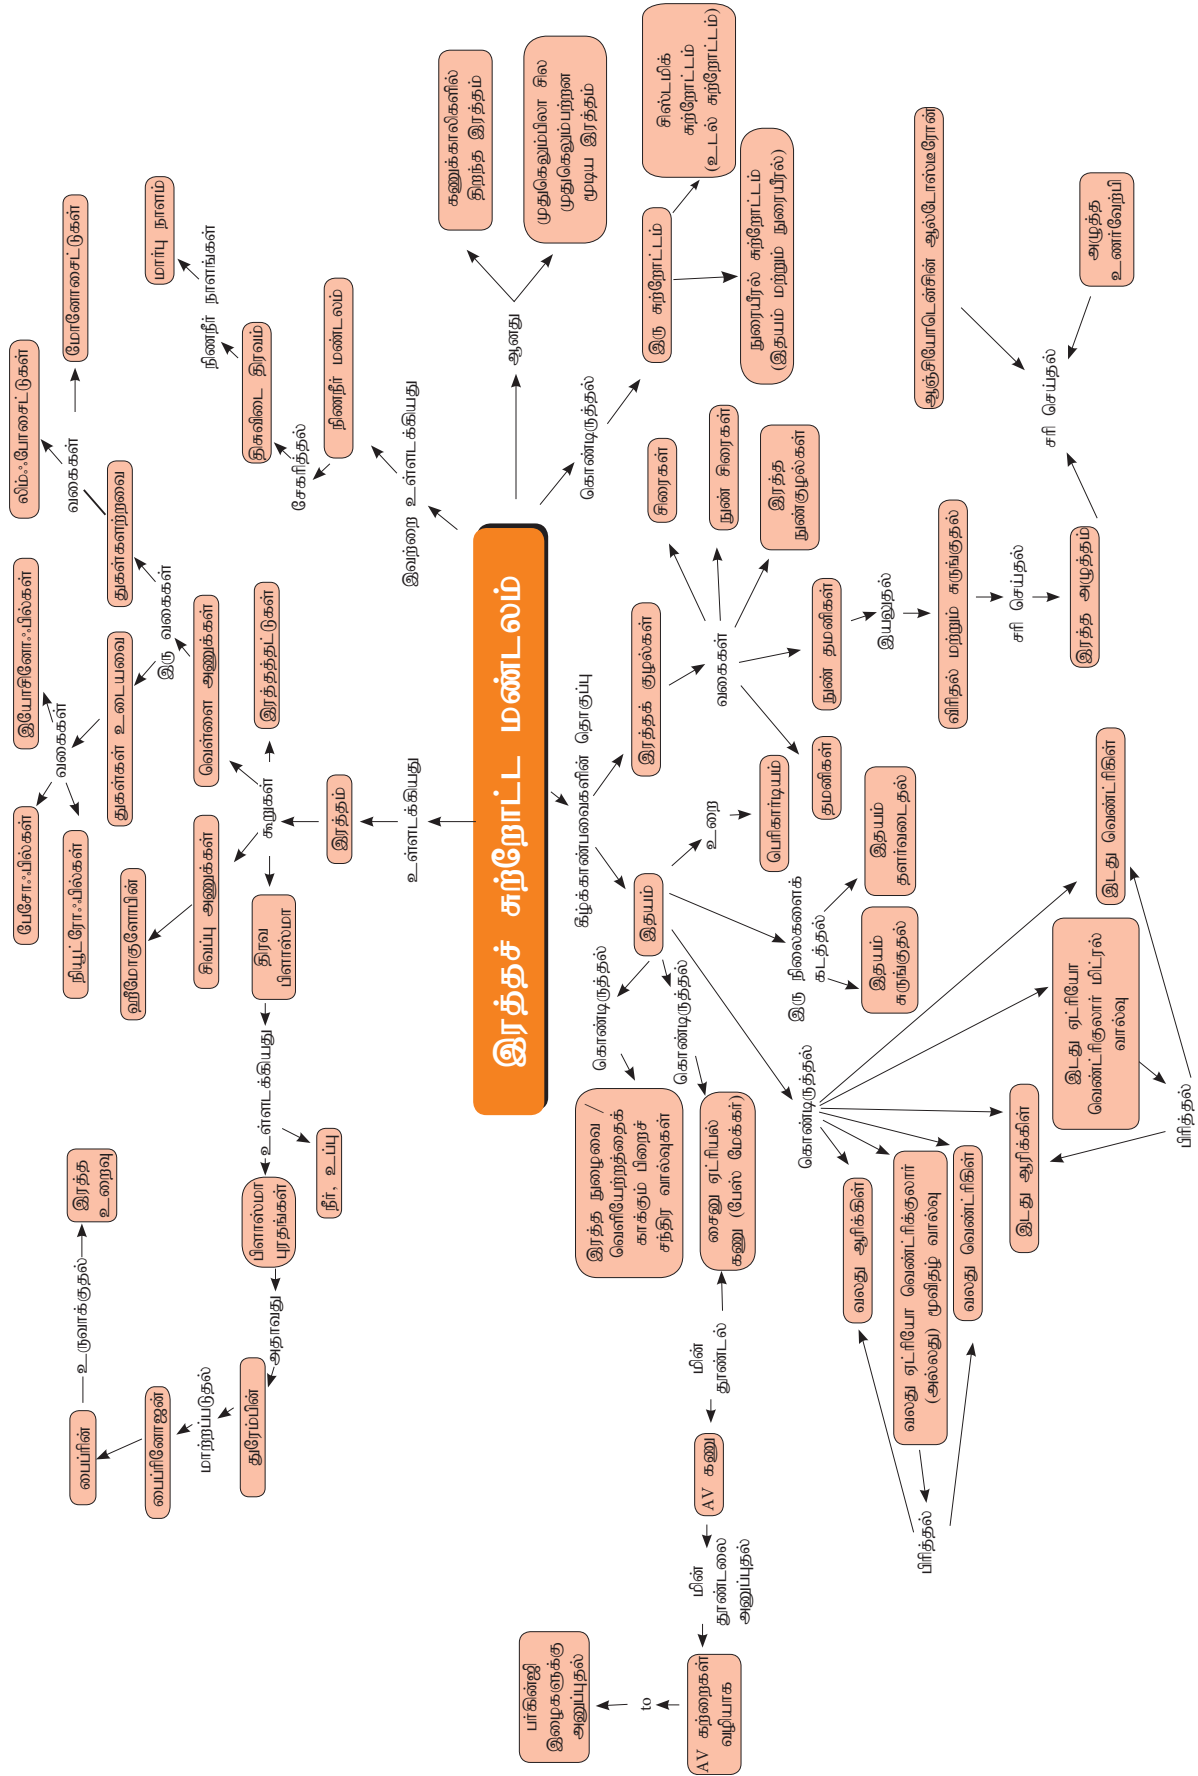 இரத்தச் சுற்றோட்ட மண்டலம்
உள்ளடக்கியது
இரத்தம்
கூறுகள்
திரவ
பிளாஸ்மா
சிவப்பு அணுக்கள்
ஹீமோகுளோபின்
வெள்ளை அணுக்கள்
இரத்தத்தட்டுகள்
இரு வகைகள்
துகள்கள் உடையவை
துகள்களற்றவை
வகைகள்
பேசோஃபில்கள்
நியூட்ரோஃபில்கள்
இயோசினோஃபில்கள்
வகைகள்
லிம்ஃபோசைட்டுகள்
மோனோசைட்டுகள்
உள்ளடக்கியது
நீர், உப்பு
பிளாஸ்மா
புரதங்கள்
அதாவது
துரோம்பின்
மாற்றப்படுதல்
பைப்ரினோஜன்
பைப்ரின்
உருவாக்குதல்
இரத்த
உறைவு
இவற்றை உள்ளடக்கியது
நிணநீர் மண்டலம்
சேகரித்தல்
திசுவிடை திரவம்
நிணநீர் நாளங்கள்
மார்பு நாளம்
ஆனது
கணுக்காலிகளில்
திறந்த இரத்தம்
முதுகெலும்பிலா சில
முதுகெலும்பற்றன
மூடிய இரத்தம்
கொண்டிருத்தல்
இரு சுற்றோட்டம்
சிஸ்டமிக்
சுற்றோட்டம்
(உடல் சுற்றோட்டம்)
நுரையீரல் சுற்றோட்டம்
(இதயம் மற்றும் நுரையீரல்)
கீழ்க்காண்பவைகளின் தொகுப்பு
இரத்தக் குழல்கள்
வகைகள்
சிரைகள்
நுண் சிரைகள்
இரத்த
நுண்குழல்கள்
நுண் தமனிகள்
தமனிகள்
இயலுதல்
விரிதல் மற்றும் சுருங்குதல்
சரி செய்தல்
இரத்த அழுத்தம்
சரி செய்தல்
ஆஞ்சியோடென்சின் ஆல்டோஸ்டீரோன்
அழுத்த
உணர்வேற்பி
இதயம்
உறை
பெரிகார்டியம்
இரு நிலைகளைக்
கடத்தல்
இதயம்
தளர்வடைதல்
இதயம்
சுருங்குதல்
கொண்டிருத்தல்
இரத்த நுழைவை /
வெளியேற்றத்தைக்
காக்கும் பிறைச்
சந்திர வால்வுகள்
கொண்டிருத்தல்
சைனு ஏட்ரியல்
கணு (பேஸ் மேக்கர்)
மின்
தூண்டல்
AV கணு
மின்
தூண்டலை
அனுப்புதல்
AV கற்றைகள்
வழியாக
to
பர்கின்ஜி
இழைகளுக்கு
அனுப்புதல்
கொண்டிருத்தல்
வலது ஆரிக்கிள்
வலது ஏட்ரியோ வெண்ட்ரிக்குலார்
(அல்லது) மூவிதழ் வால்வு
வலது வெண்ட்ரிகிள்
பிரித்தல்
இடது ஆரிக்கிள்
இடது ஏட்ரியோ
வெண்ட்ரிகுலார் மிட்ரல்
வால்வு
இடது வெண்ட்ரிகிள்
பிரித்தல்